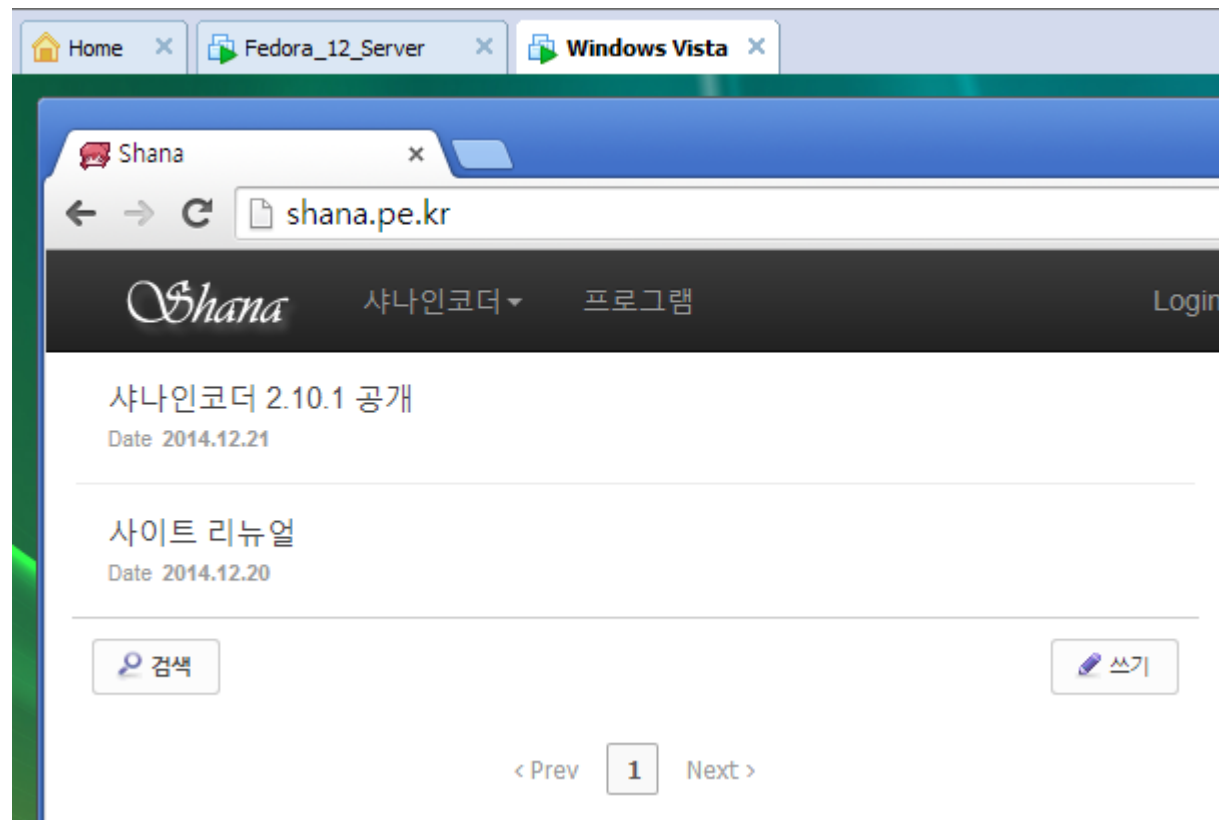 Home Fedora_12_Server Windows Vista
Shana
shana.pe.kr
Shana 샤나인코더 프로그램 Login
샤나인코더 2.10.1 공개
Date 2014.12.21
사이트 리뉴얼
Date 2014.12.20
검색 쓰기
< Prev 1 Next >